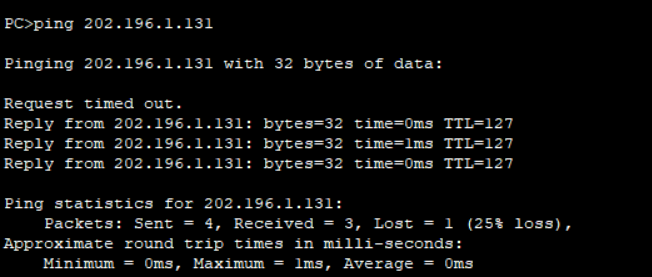 PC>ping 202.196.1.131
Pinging 202.196.1.131 with 32 bytes of data:
Request timed out.
Reply from 202.196.1.131: bytes=32 time=0ms TTL=127
Reply from 202.196.1.131: bytes=32 time=1ms TTL=127
Reply from 202.196.1.131: bytes=32 time=0ms TTL=127
Ping statistics for 202.196.1.131:
Packets: Sent = 4, Received = 3, Lost = 1 (25% loss),
Approximate round trip times in milli-seconds:
Minimum = 0ms, Maximum = 1ms, Average = 0ms